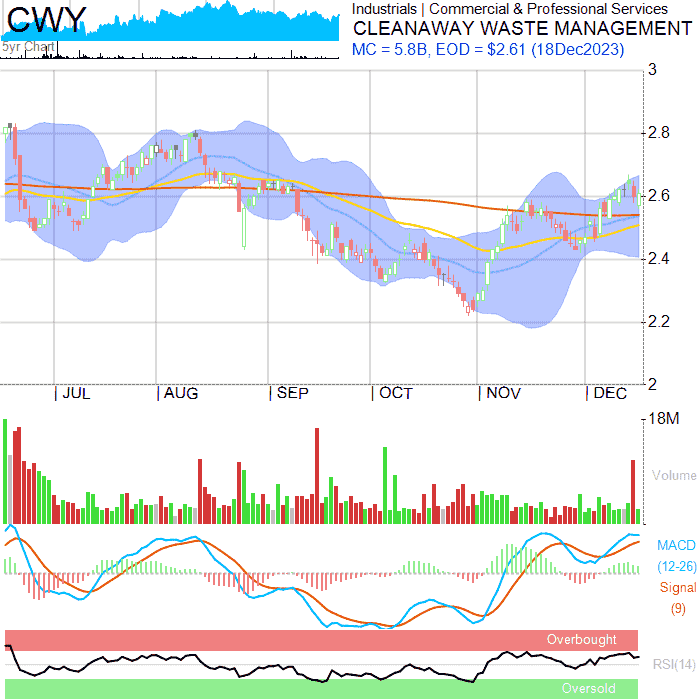 CWY
5yr Chart
Industrials | Commercial & Professional Services
CLEANAWAY WASTE MANAGEMENT
MC = 5.8B, EOD = $2.61 (18Dec2023)
3
2.8
2.6
2.4
2.2
2
| JUL | AUG | SEP | OCT | NOV | DEC
18M
Volume
MACD
(12-26)
Signal
(9)
Overbought
RSI(14)
Oversold